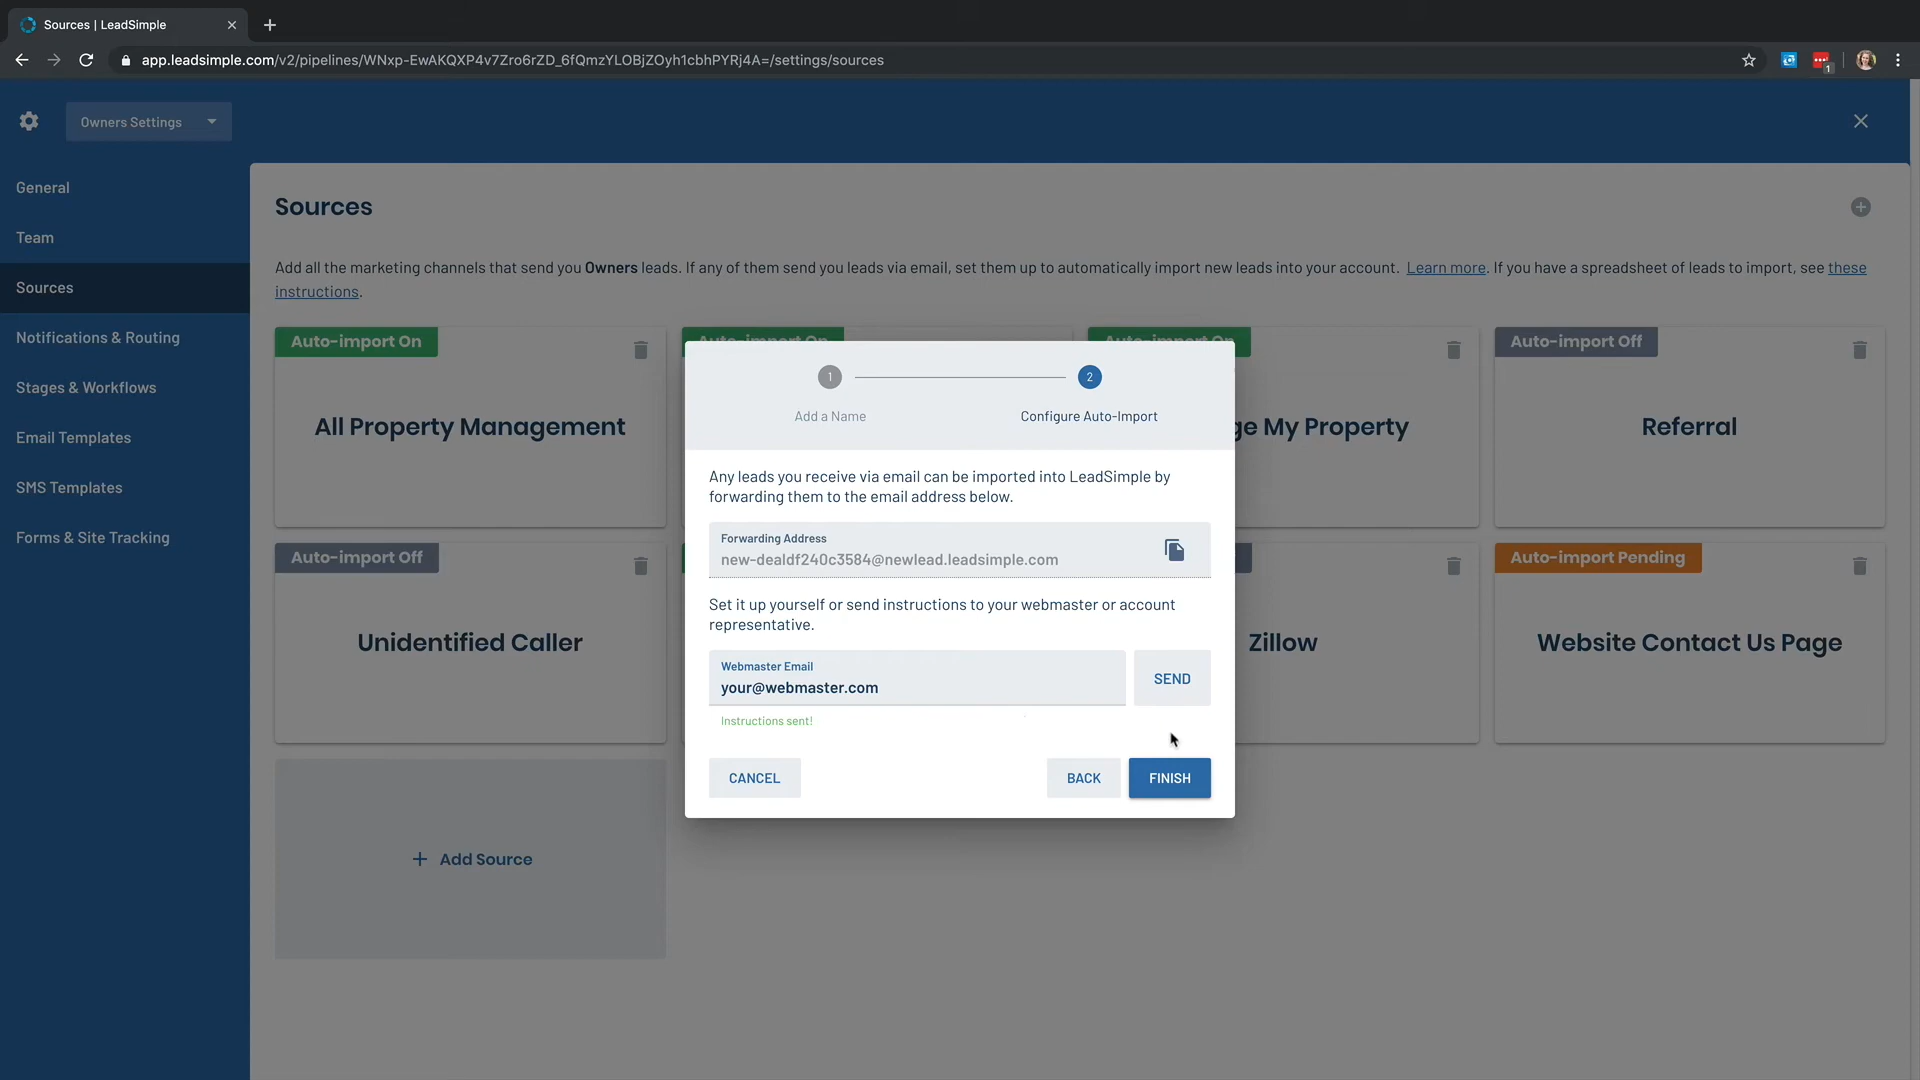 Sources | LeadSimple
app.leadsimple.com/v2/pipelines/WNxp-EwAKQXP4v7Zro6rZD_6fQmzYLOBjZOyh1cbhPYRj4A=/settings/sources
1
Owners Settings
General
Team
Sources
Notifications & Routing
Stages & Workflows
Email Templates
SMS Templates
Forms & Site Tracking
Sources
Add all the marketing channels that send you Owners leads. If any of them send you leads via email, set them up to automatically import new leads into your account. Learn more. If you have a spreadsheet of leads to import, see these
instructions.
Auto-import On
Auto-import On
Auto-import On
Auto-import Off
All Property Management
ge My Property
Referral
Auto-import Off
Auto-import Pending
Unidentified Caller
Zillow
Website Contact Us Page
+ Add Source
1
2
Add a Name
Configure Auto-Import
Any leads you receive via email can be imported into LeadSimple by
forwarding them to the email address below.
Forwarding Address
new-dealdf240c3584@newlead.leadsimple.com
Set it up yourself or send instructions to your webmaster or account
representative.
Webmaster Email
your@webmaster.com
SEND
Instructions sent!
CANCEL
BACK
FINISH